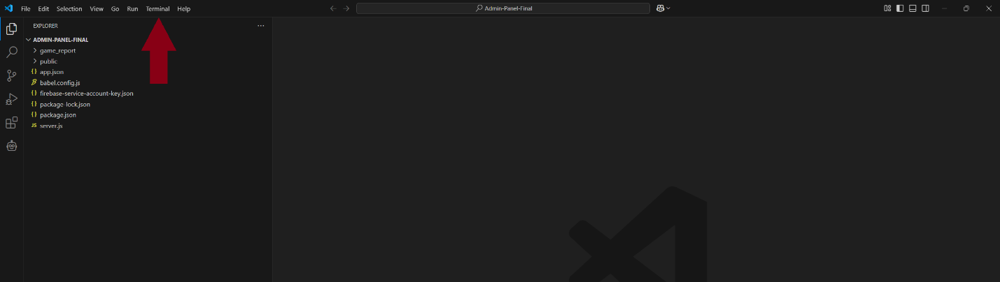 File Edit Selection View Go Run Terminal Help Admin-Panel-Final
EXPLORER
ADMIN-PANEL-FINAL
game_report
public
{} app.json
babel.config.js
{} firebase-service-account-key.json
{} package-lock.json
{} package.json
JS server.js